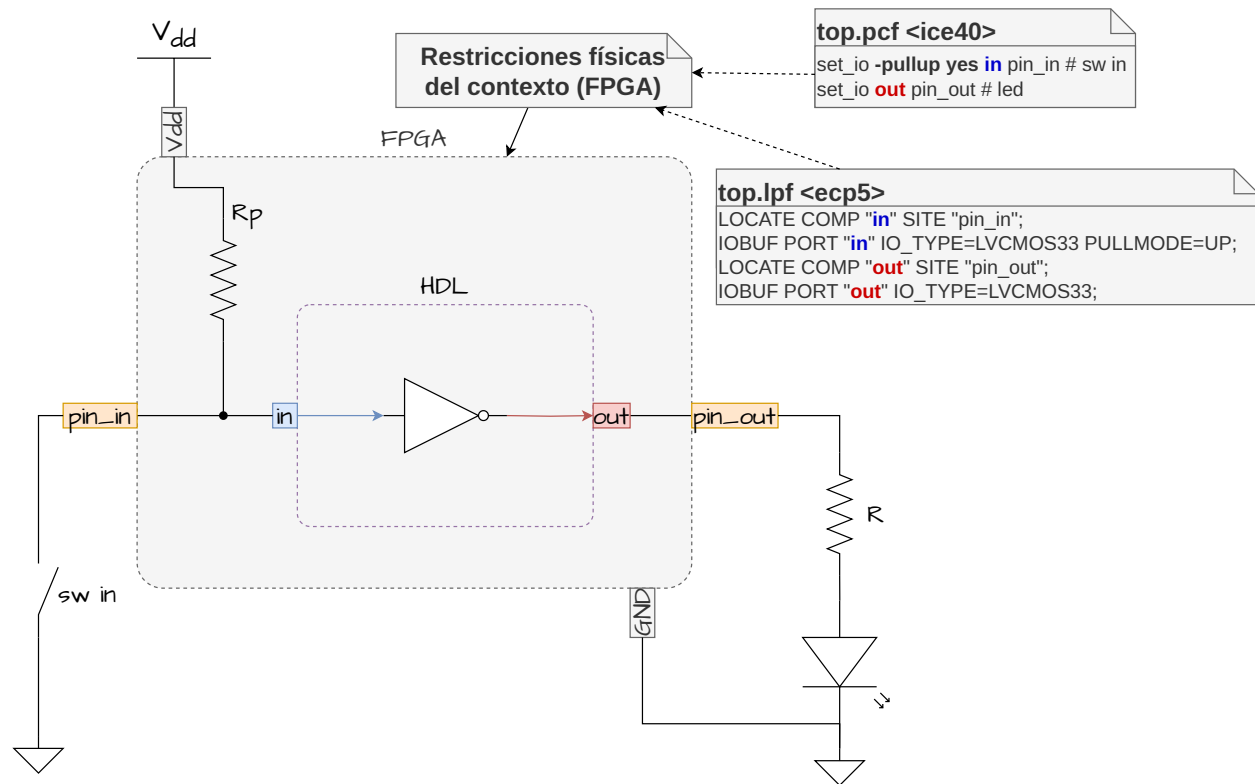 Vdd
Restricciones físicas
del contexto (FPGA)
top.pcf <ice40>
set_io -pullup yes in pin_in # sw in
set_io out pin_out # led
Vdd
FPGA
top.lpf <ecp5>
LOCATE COMP "in" SITE "pin_in";
IOBUF PORT "in" IO_TYPE=LVCMOS33 PULLMODE=UP;
LOCATE COMP "out" SITE "pin_out";
IOBUF PORT "out" IO_TYPE=LVCMOS33;
Rp
HDL
pin_in
in
out
pin_out
R
sw in
GND